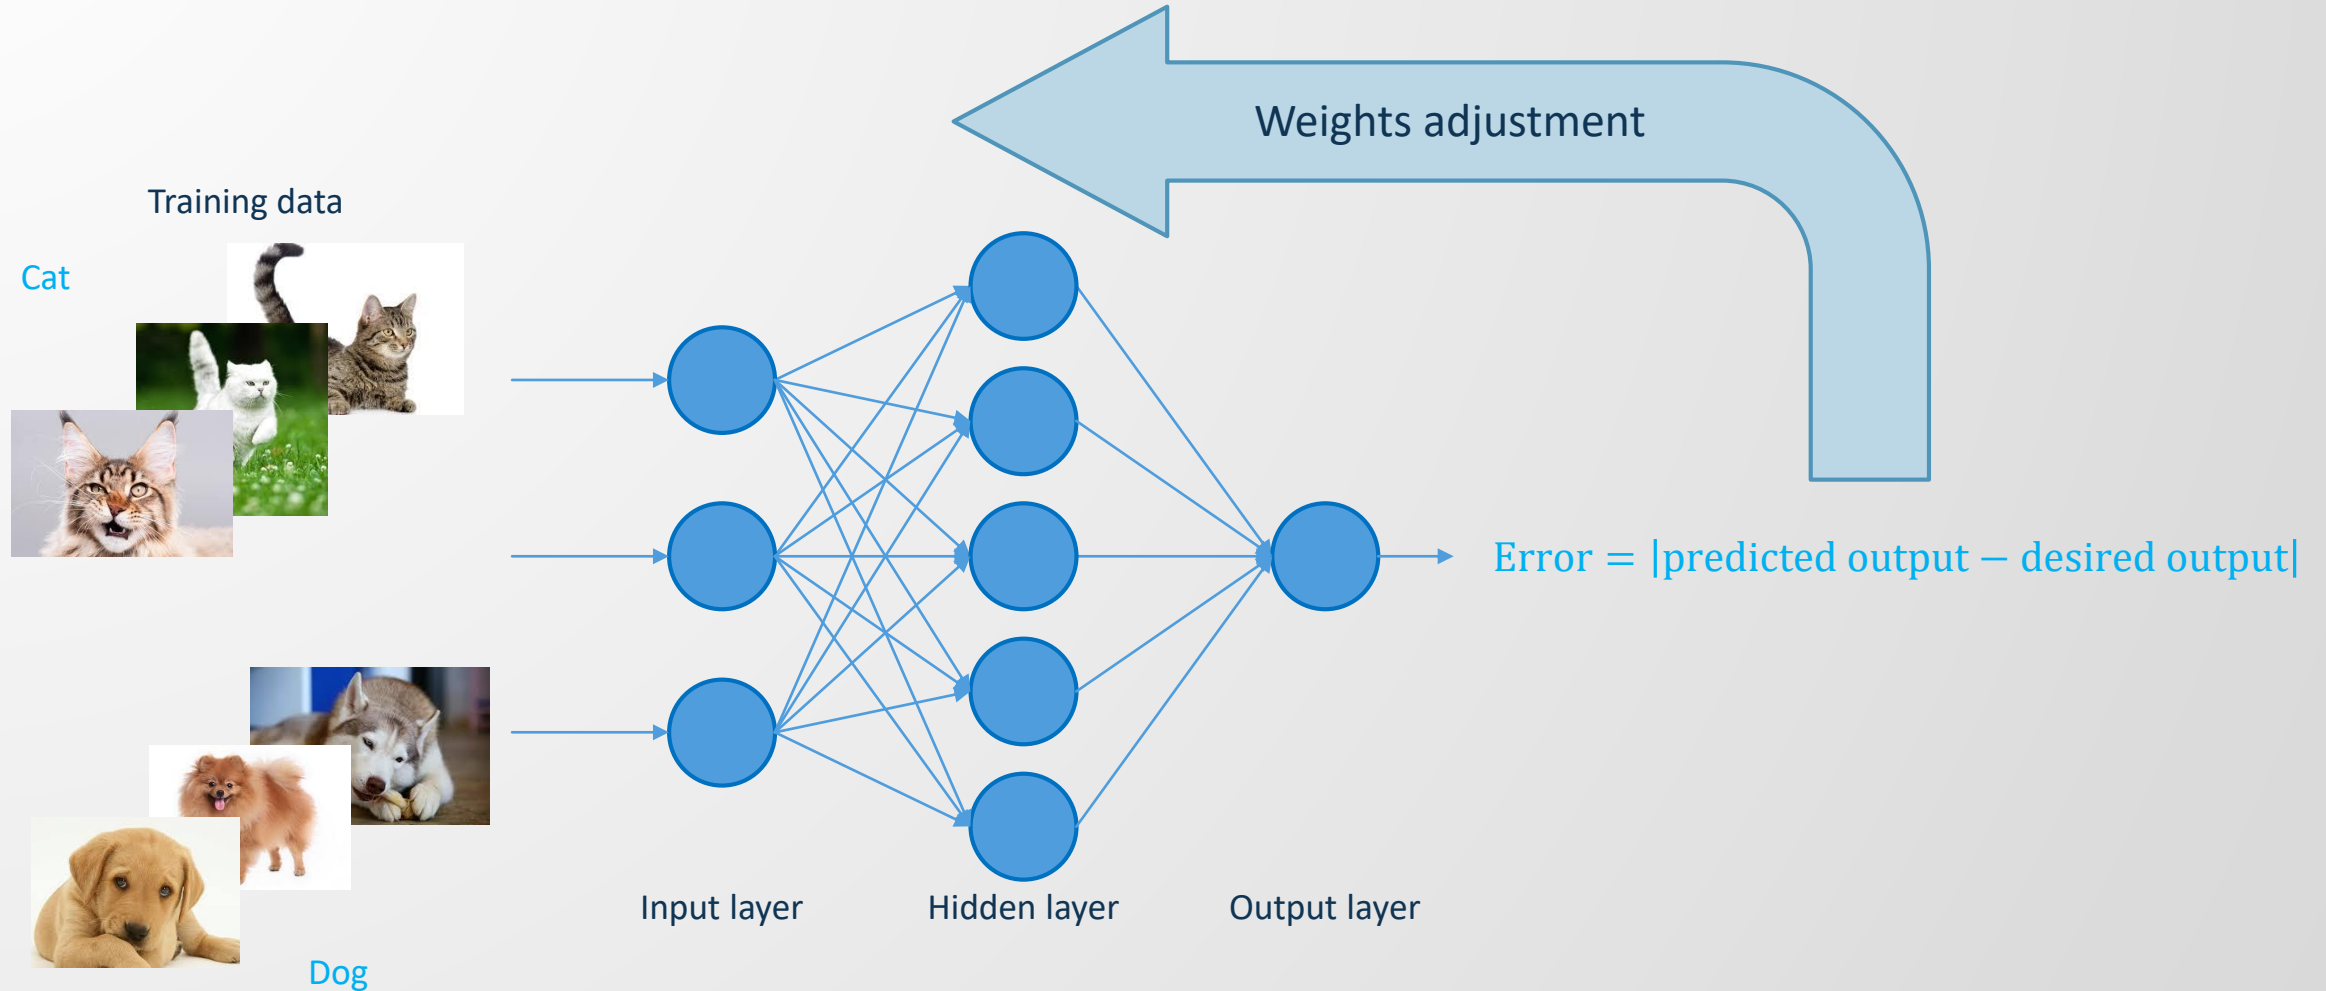 Weights adjustment
Training data
Cat
Error = |predicted output − desired output|
Input layer
Hidden layer
Output layer
Dog